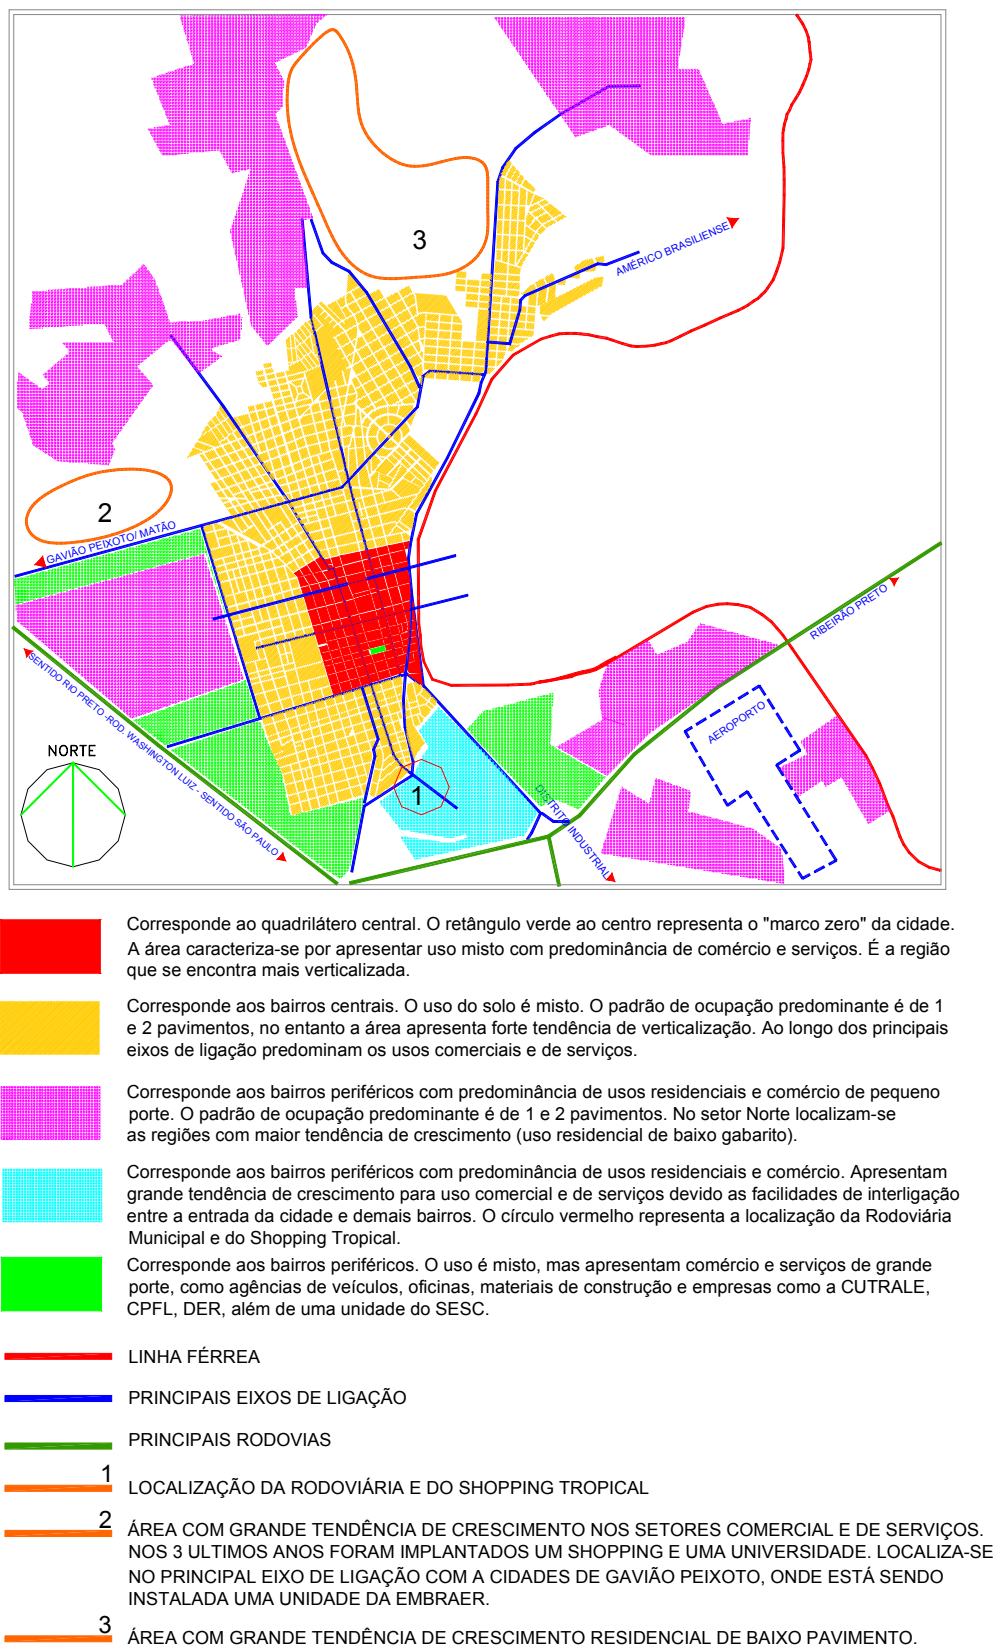 3
AMÉRICO BRASILIENSE
2
GAVIÃO PEIXOTO/ MATÃO
RIBEIRÃO PRETO
SENTIDO RIO PRETO -ROD. WASHINGTON LUIZ - SENTIDO SÃO PAULO
AEROPORTO
NORTE
1
DISTRITO INDUSTRIAL
Corresponde ao quadrilátero central. O retângulo verde ao centro representa o "marco zero" da cidade.
A área caracteriza-se por apresentar uso misto com predominância de comércio e serviços. É a região
que se encontra mais verticalizada.
Corresponde aos bairros centrais. O uso do solo é misto. O padrão de ocupação predominante é de 1
e 2 pavimentos, no entanto a área apresenta forte tendência de verticalização. Ao longo dos principais
eixos de ligação predominam os usos comerciais e de serviços.
Corresponde aos bairros periféricos com predominância de usos residenciais e comércio de pequeno
porte. O padrão de ocupação predominante é de 1 e 2 pavimentos. No setor Norte localizam-se
as regiões com maior tendência de crescimento (uso residencial de baixo gabarito).
Corresponde aos bairros periféricos com predominância de usos residenciais e comércio. Apresentam
grande tendência de crescimento para uso comercial e de serviços devido as facilidades de interligação
entre a entrada da cidade e demais bairros. O círculo vermelho representa a localização da Rodoviária
Municipal e do Shopping Tropical.
Corresponde aos bairros periféricos. O uso é misto, mas apresentam comércio e serviços de grande
porte, como agências de veículos, oficinas, materiais de construção e empresas como a CUTRALE,
CPFL, DER, além de uma unidade do SESC.
LINHA FÉRREA
PRINCIPAIS EIXOS DE LIGAÇÃO
PRINCIPAIS RODOVIAS
1
LOCALIZAÇÃO DA RODOVIÁRIA E DO SHOPPING TROPICAL
2
ÁREA COM GRANDE TENDÊNCIA DE CRESCIMENTO NOS SETORES COMERCIAL E DE SERVIÇOS.
NOS 3 ULTIMOS ANOS FORAM IMPLANTADOS UM SHOPPING E UMA UNIVERSIDADE. LOCALIZA-SE
NO PRINCIPAL EIXO DE LIGAÇÃO COM A CIDADES DE GAVIÃO PEIXOTO, ONDE ESTÁ SENDO
INSTALADA UMA UNIDADE DA EMBRAER.
3
ÁREA COM GRANDE TENDÊNCIA DE CRESCIMENTO RESIDENCIAL DE BAIXO PAVIMENTO.